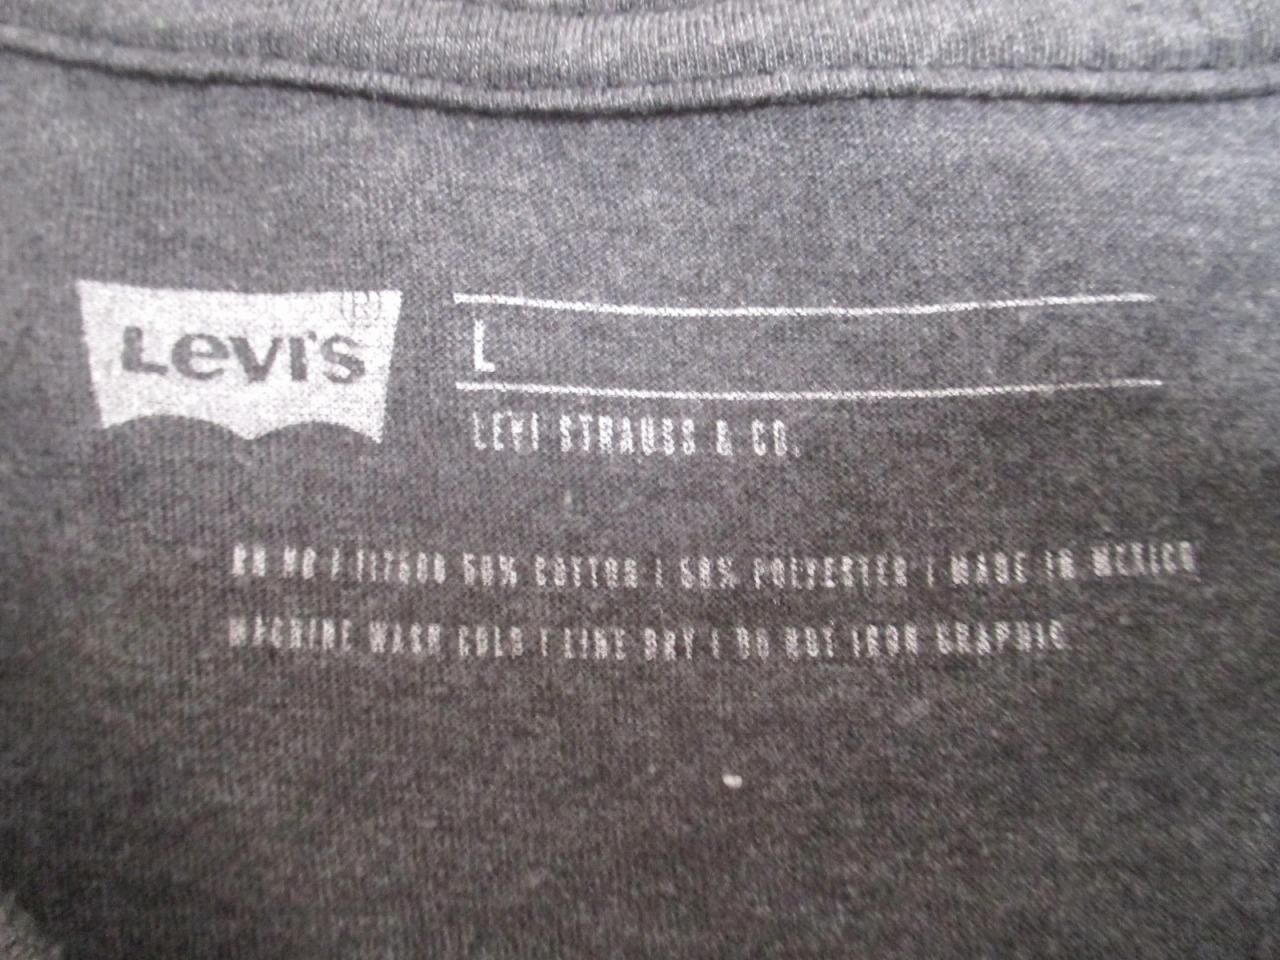 Levi's®
L
LEVI STRAUSS & CO.
RN NO / 117600 50% COTTON | 50% POLYESTER | MADE IN MEXICO
MACHINE WASH COLD | LINE DRY | DO NOT IRON GRAPHIC